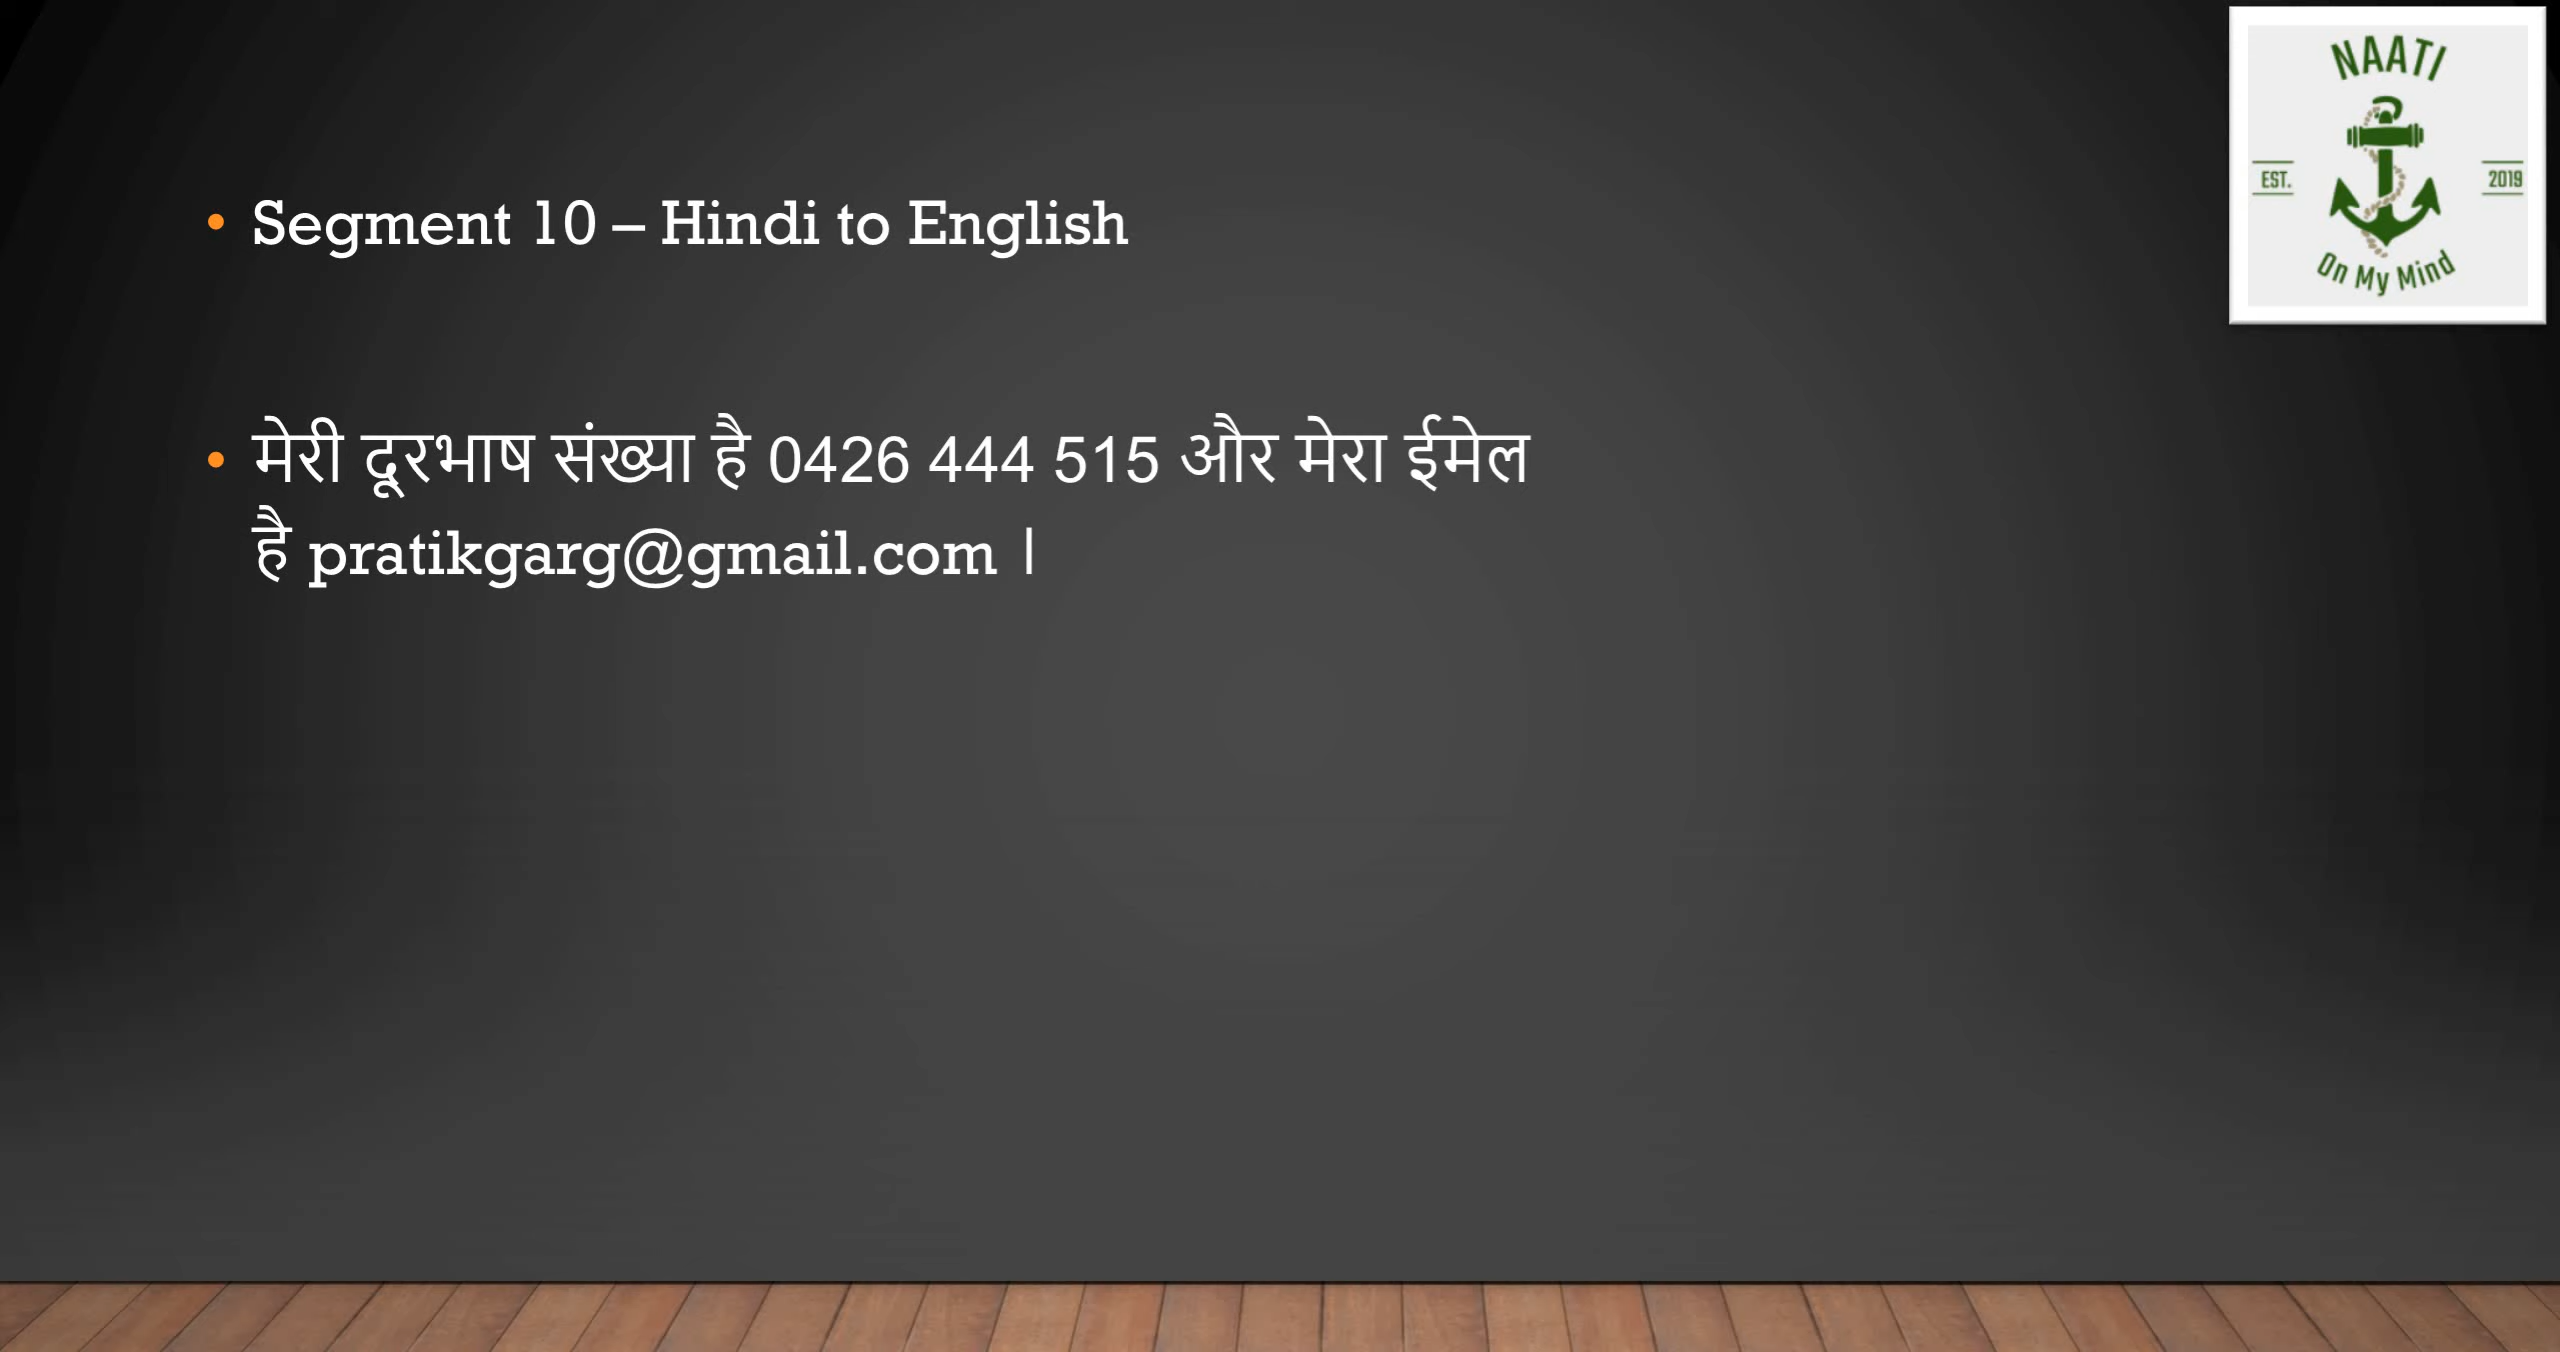 NAATI
EST. 2019
On My Mind
• Segment 10 – Hindi to English
• मेरी दूरभाष संख्या है 0426 444 515 और मेरा ईमेल
है pratikgarg@gmail.com ।